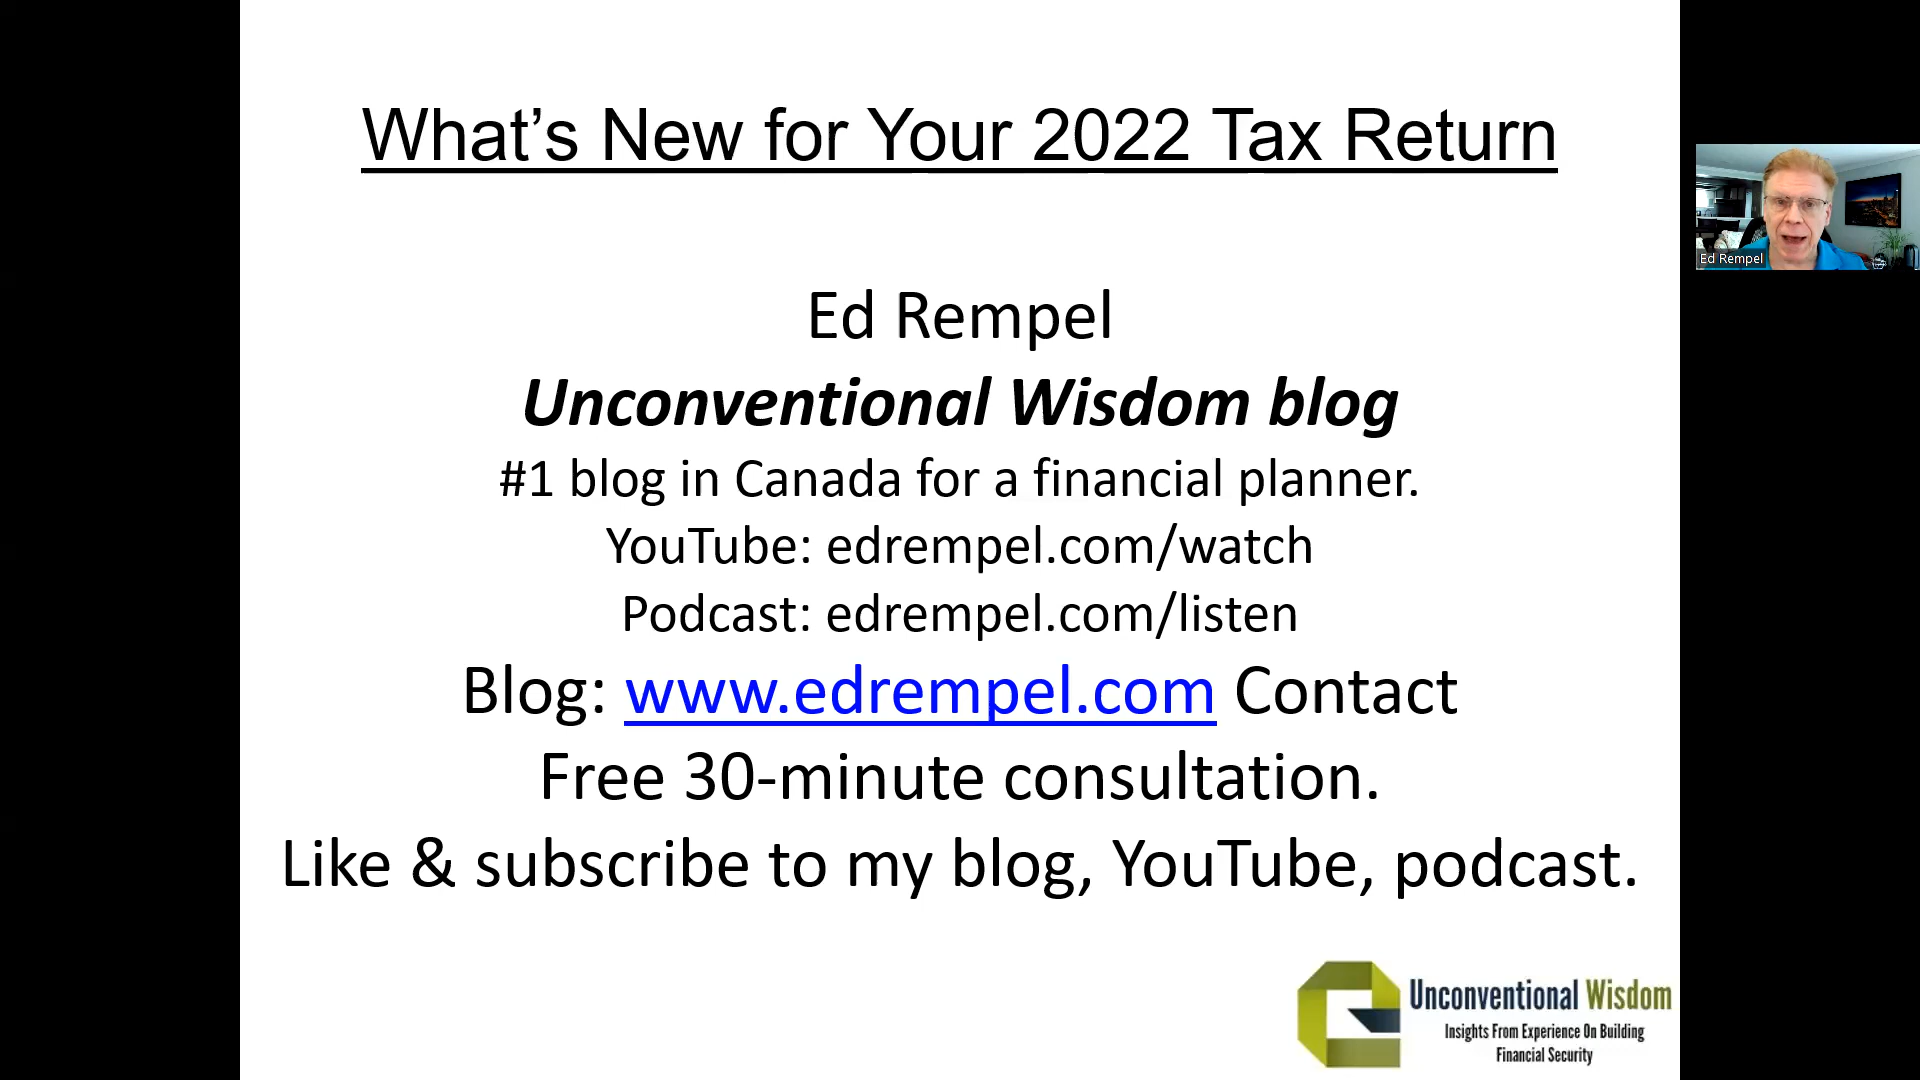 What’s New for Your 2022 Tax Return
Ed Rempel
Ed Rempel
Unconventional Wisdom blog
#1 blog in Canada for a financial planner.
YouTube: edrempel.com/watch
Podcast: edrempel.com/listen
Blog: www.edrempel.com Contact
Free 30-minute consultation.
Like & subscribe to my blog, YouTube, podcast.
Unconventional Wisdom
Insights From Experience On Building
Financial Security